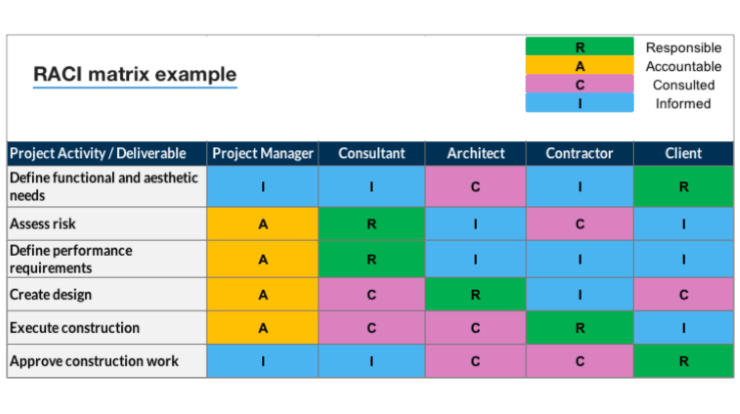 RACI matrix example
R Responsible
A Accountable
C Consulted
I Informed
Project Activity / Deliverable Project Manager Consultant Architect Contractor Client
Define functional and aesthetic
needs I I C I R
Assess risk A R I C I
Define performance
requirements A R I I I
Create design A C R I C
Execute construction A C C R I
Approve construction work I I C C R